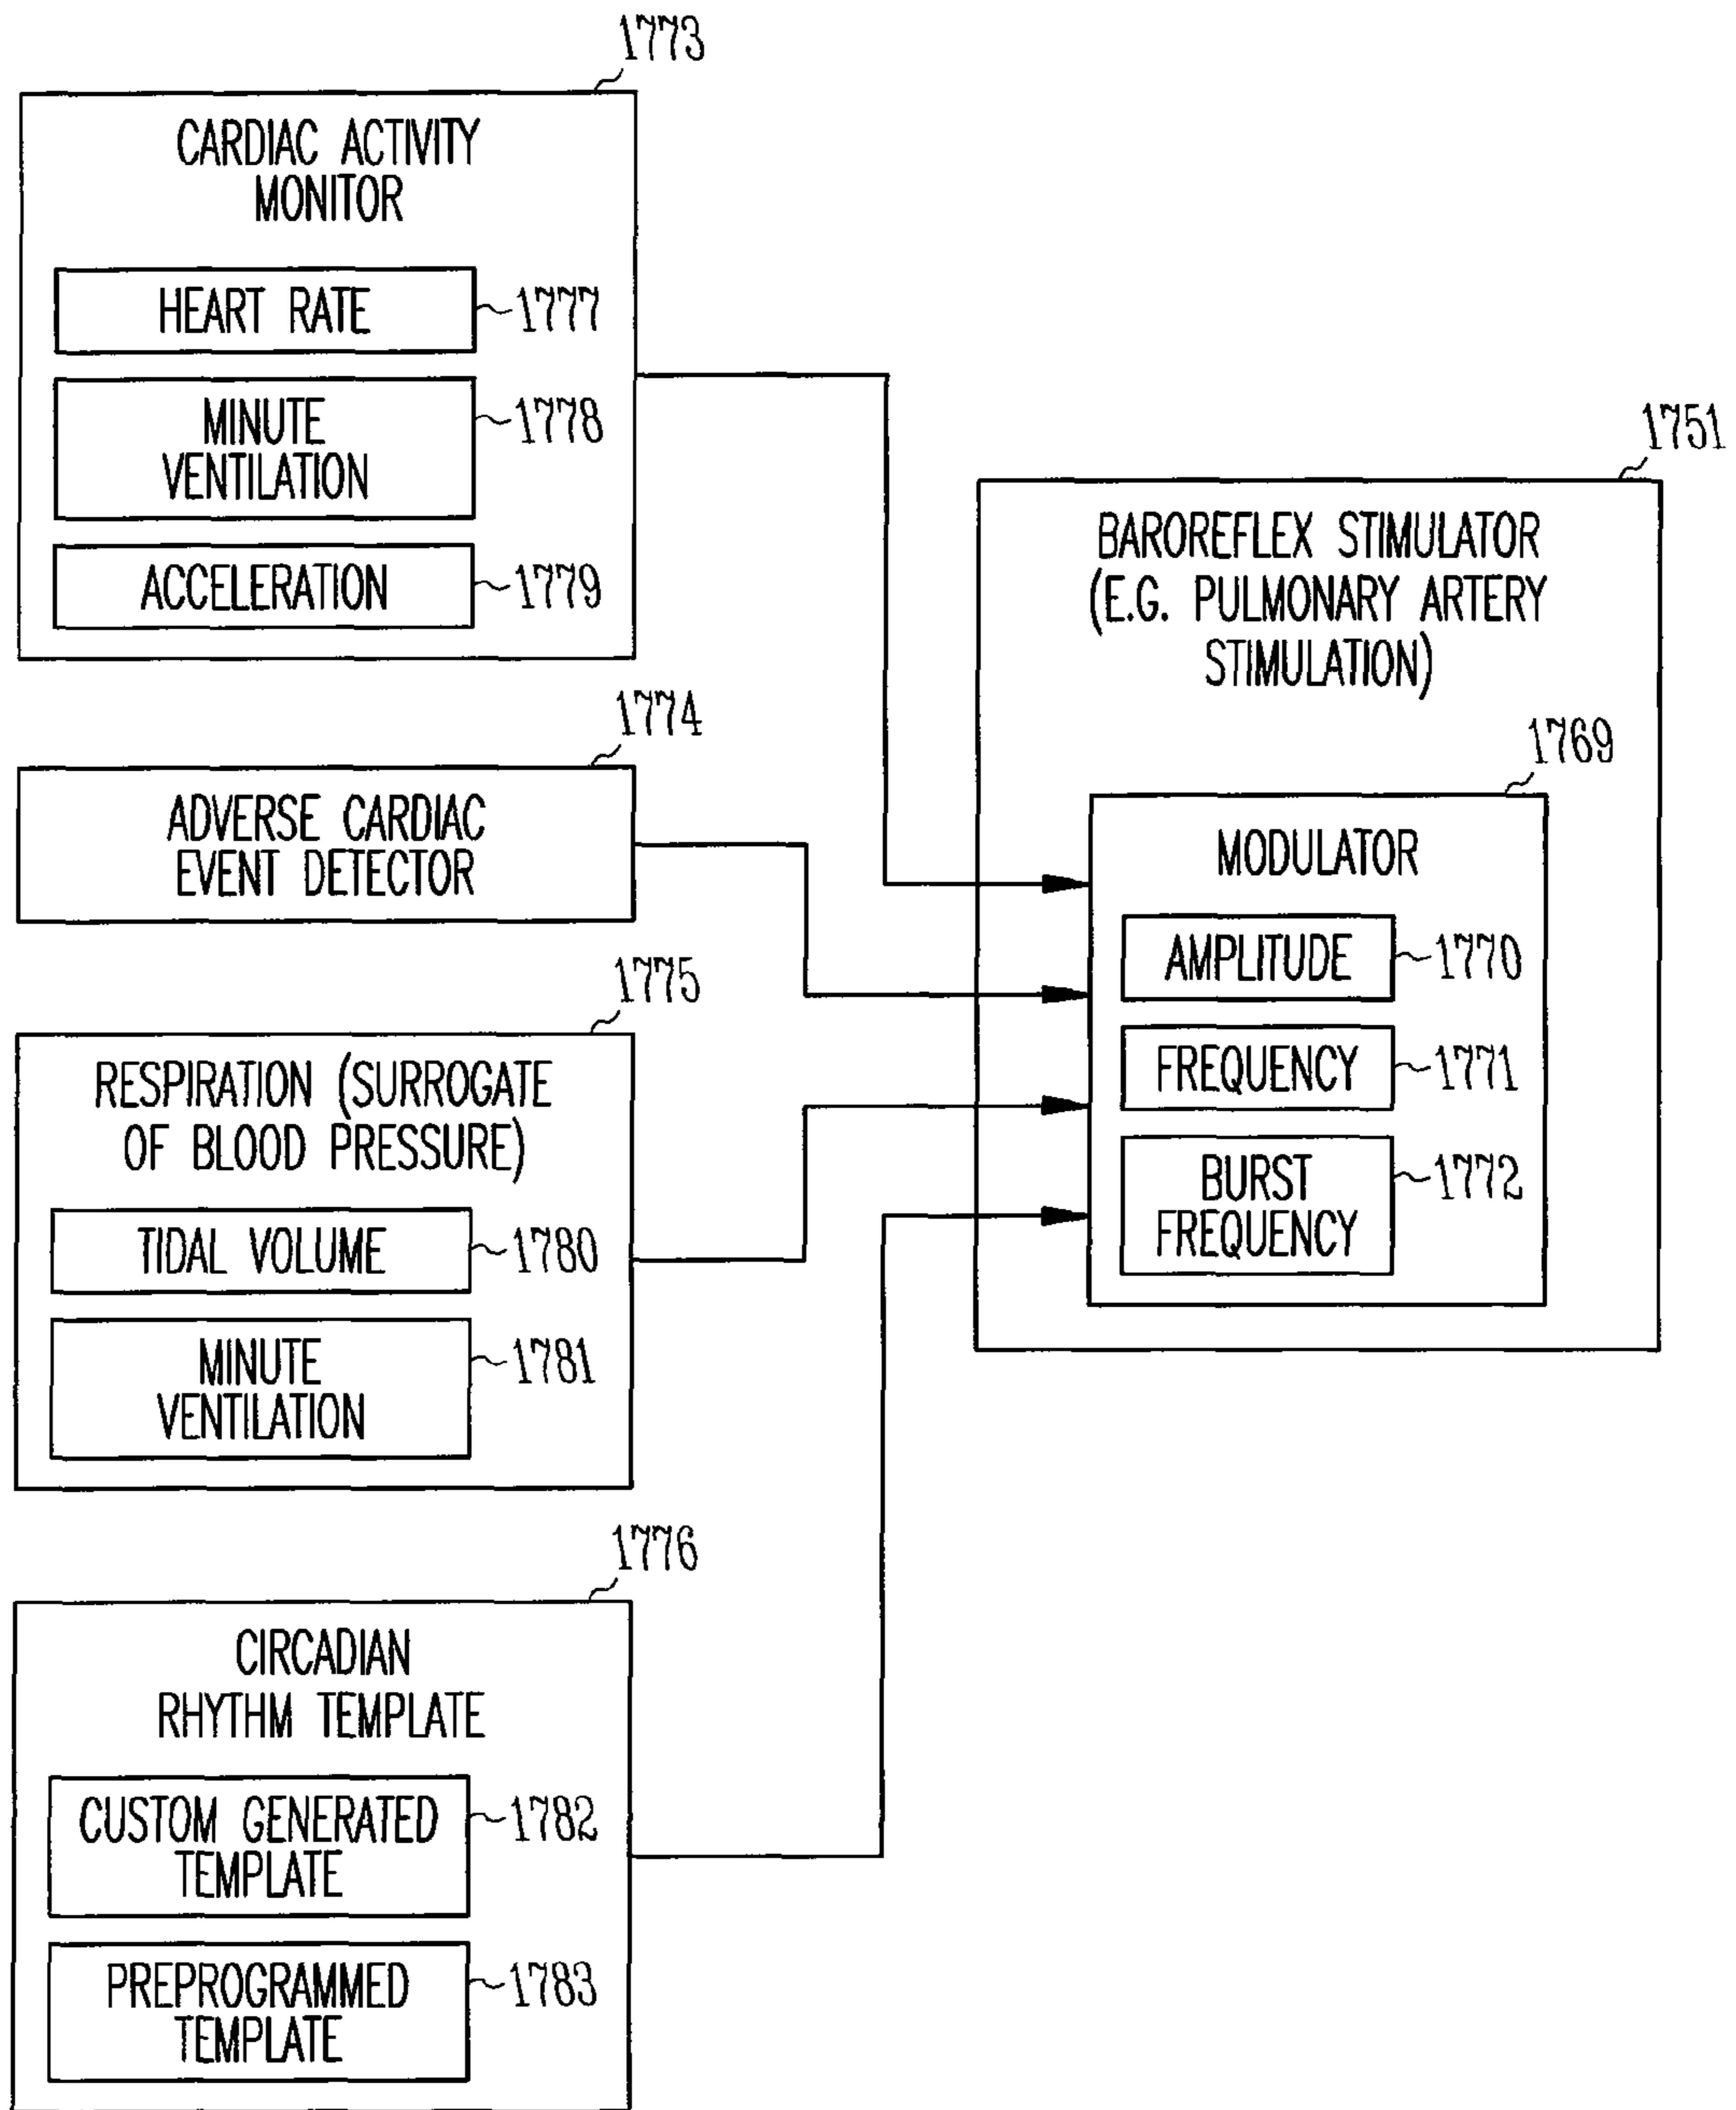 1773
CARDIAC ACTIVITY
MONITOR
HEART RATE
1777
MINUTE
VENTILATION
1778
ACCELERATION
1779
1774
ADVERSE CARDIAC
EVENT DETECTOR
1775
RESPIRATION (SURROGATE
OF BLOOD PRESSURE)
TIDAL VOLUME
1780
MINUTE
VENTILATION
1781
1776
CIRCADIAN
RHYTHM TEMPLATE
CUSTOM GENERATED
TEMPLATE
1782
PREPROGRAMMED
TEMPLATE
1783
1751
BAROREFLEX STIMULATOR
(E.G. PULMONARY ARTERY
STIMULATION)
1769
MODULATOR
AMPLITUDE
1770
FREQUENCY
1771
BURST
FREQUENCY
1772